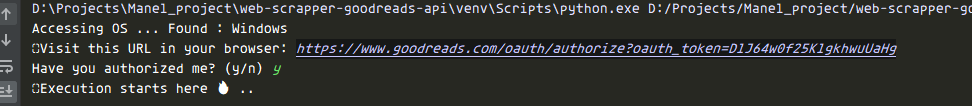 D:\Projects\Manel_project\web-scrapper-goodreads-api\venv\Scripts\python.exe D:/Projects/Manel_project/web-scrapper-go
Accessing OS ... Found : Windows
Visit this URL in your browser: https://www.goodreads.com/oauth/authorize?oauth_token=DlJ64w0f25KlgkhwuUaHg
Have you authorized me? (y/n) y
Execution starts here 🔥 ..